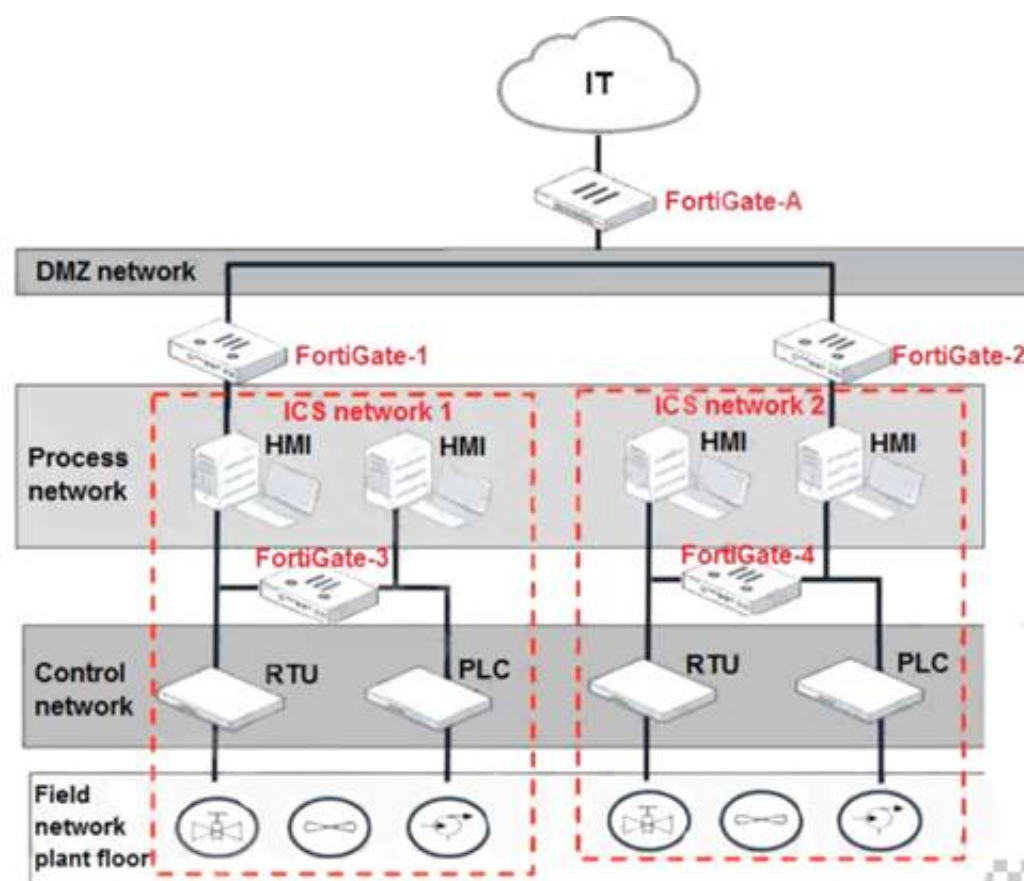 IT
FortiGate-A
DMZ network
FortiGate-1
FortiGate-2
ICS network 1
ICS network 2
HMI
HMI
HMI
HMI
Process
network
FortiGate-3
FortiGate-4
Control
network
RTU
PLC
RTU
PLC
Field
network
plant floor